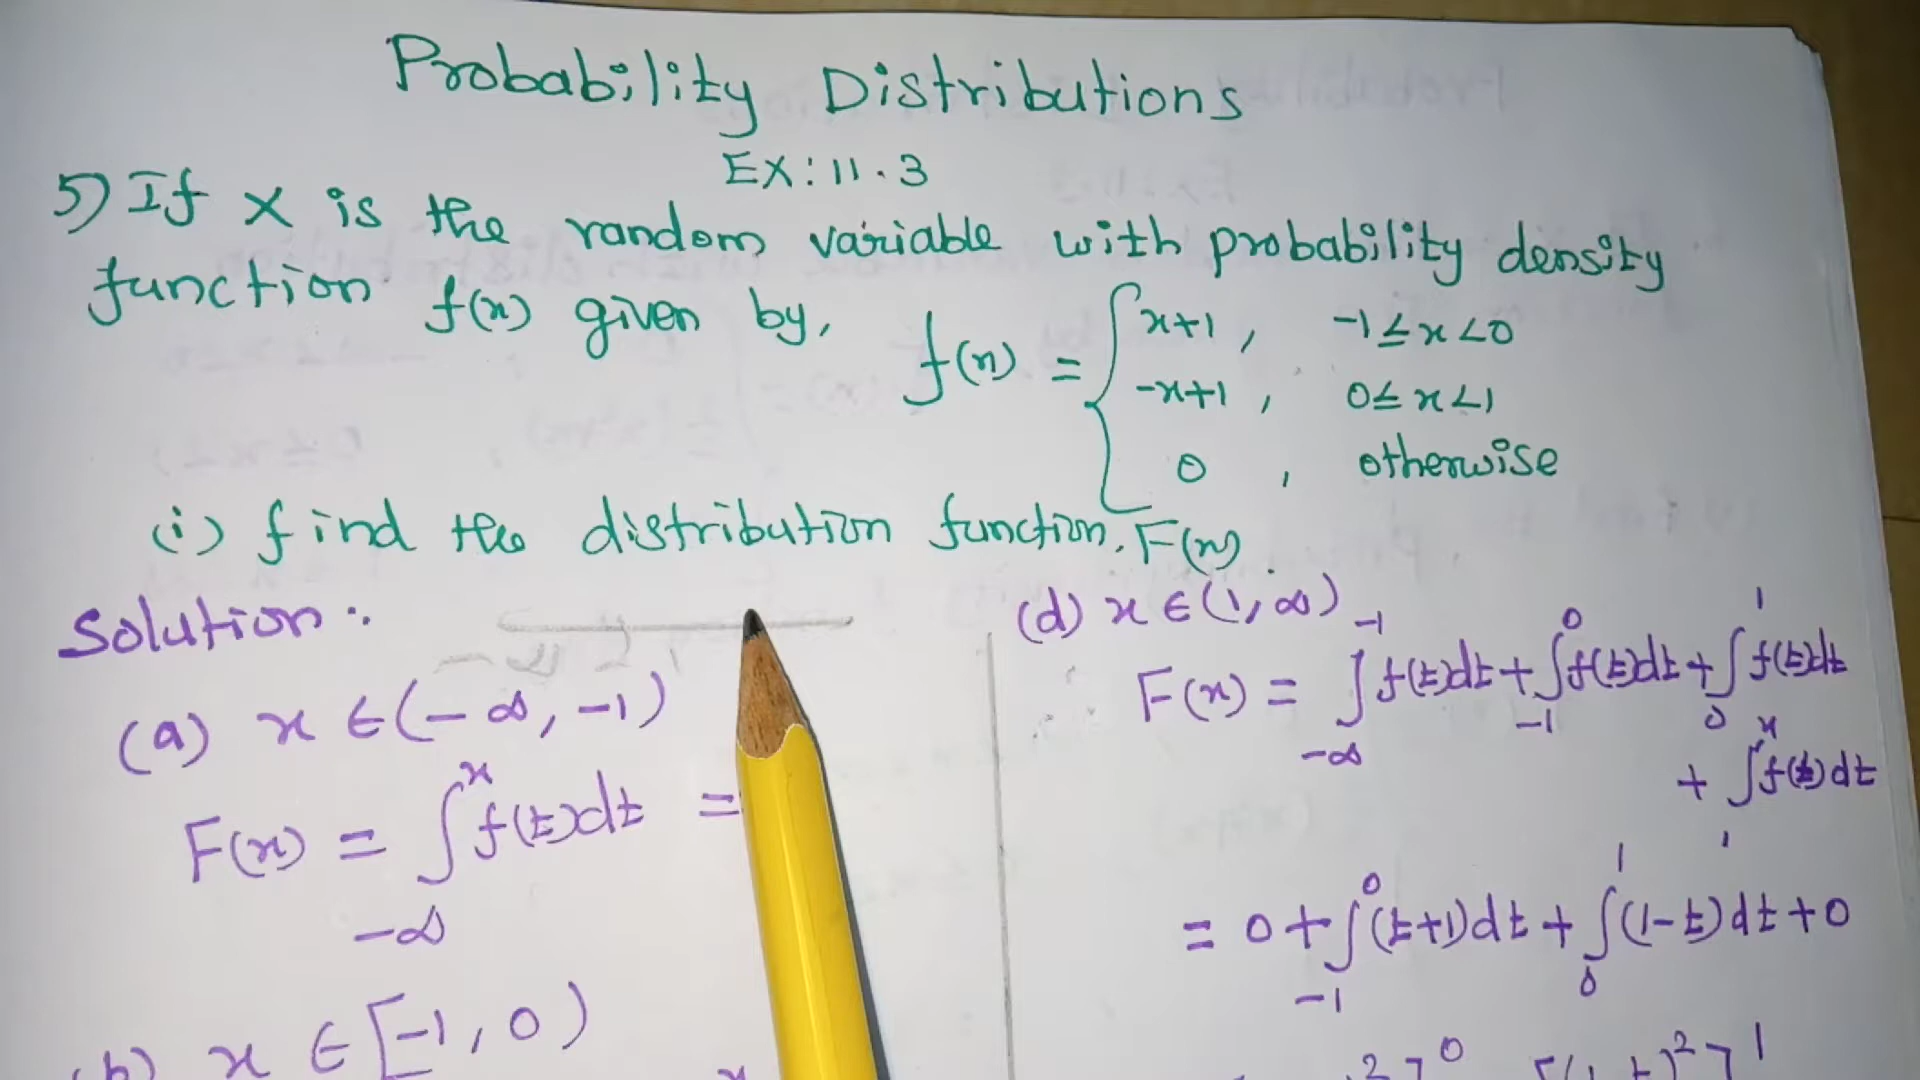 Probability Distributions
EX: 11.3
5) If X is the random variable with probability density
function f(x) given by, f(x) = { x+1, -1≤x<0
-x+1, 0≤x<1
0, otherwise
(i) find the distribution function. F(x).
Solution:
(a) x ∈ (-∞, -1)
F(x) = ∫_{-∞}^{x} f(t)dt =
(b) x ∈ [-1, 0)
x
(d) x ∈ (1, ∞)
F(x) = ∫_{-∞}^{-1} f(t)dt + ∫_{-1}^{0} f(t)dt + ∫_{0}^{1} f(t)dt
+ ∫_{1}^{x} f(t)dt
= 0 + ∫_{-1}^{0} (t+1)dt + ∫_{0}^{1} (1-t)dt + 0